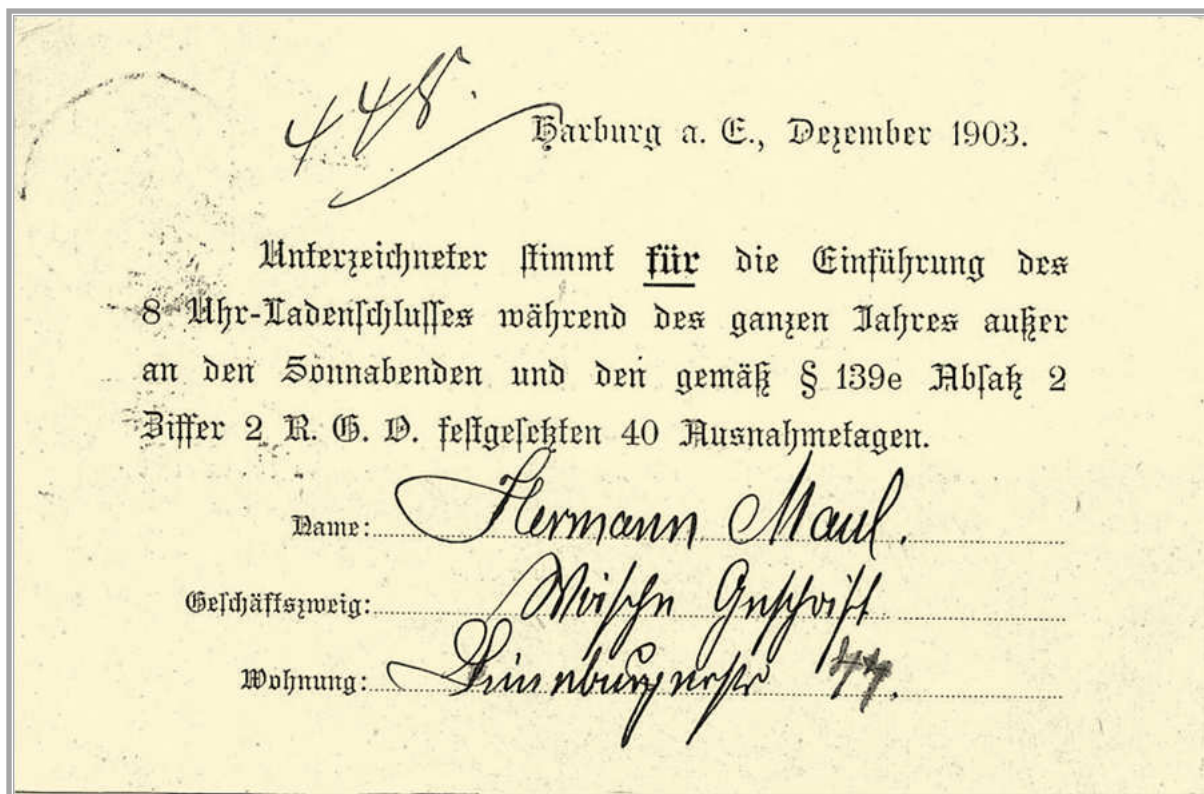 448.
Harburg a. E., Dezember 1903.
Unterzeichneter stimmt für die Einführung des
8 Uhr-Ladenschlusses während des ganzen Jahres außer
an den Sonnabenden und den gemäß § 139e Absatz 2
Ziffer 2 R. G. O. festgesetzten 40 Ausnahmetagen.
Name: Hermann Maul.
Geschäftszweig: Wäsche Geschäft
Wohnung: Lüneburgerstr